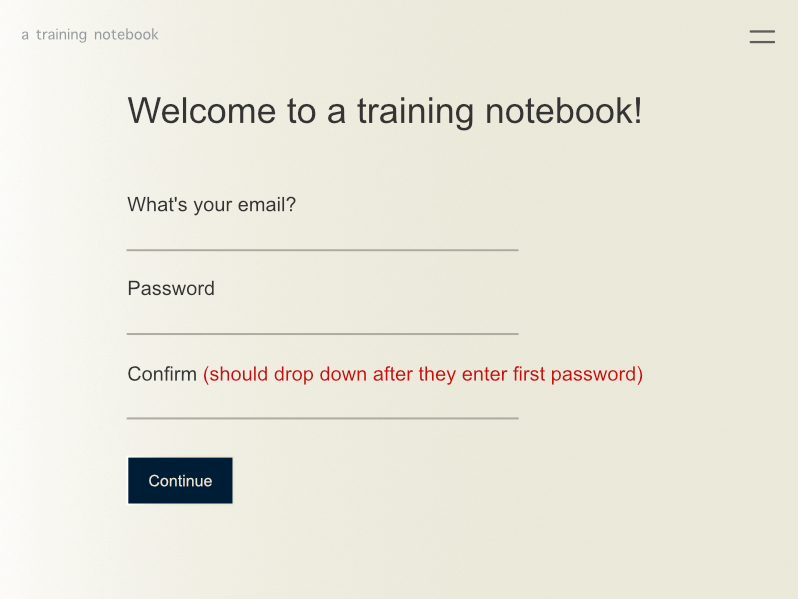 a training notebook
Welcome to a training notebook!
What's your email?
Password
Confirm (should drop down after they enter first password)
Continue